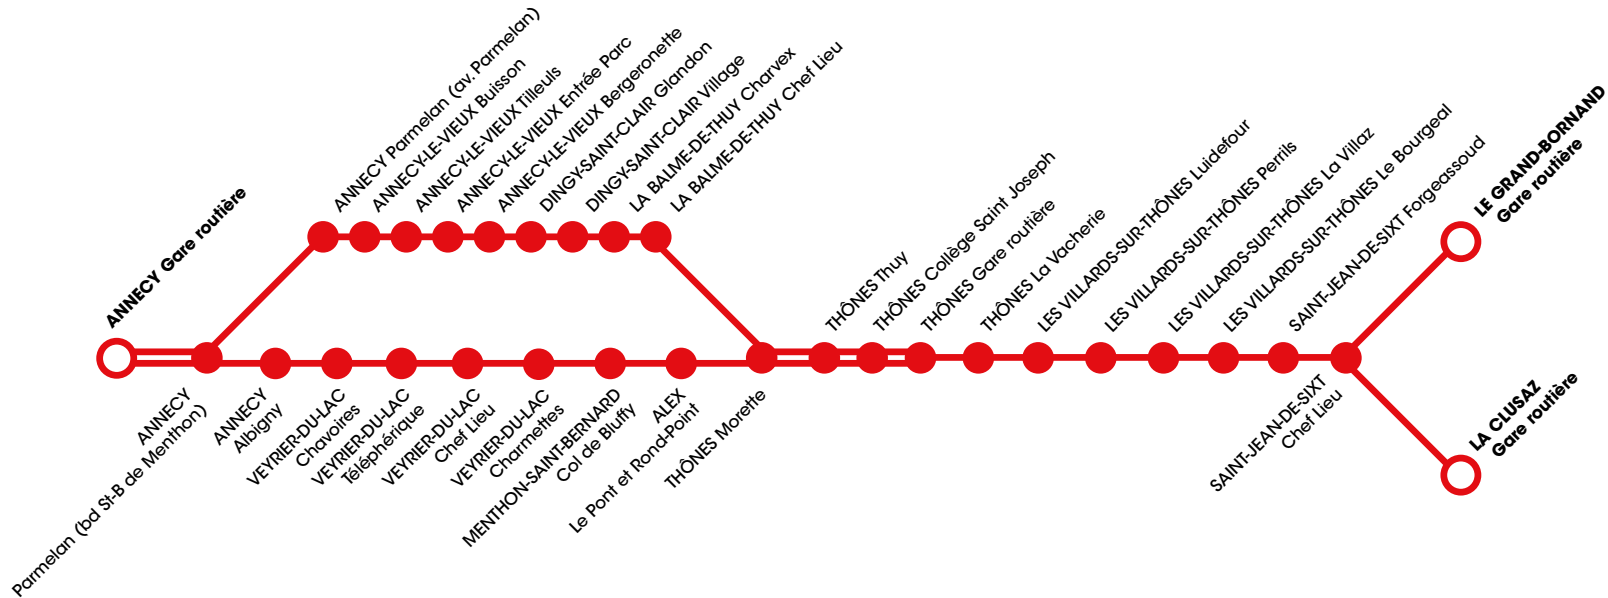 ANNECY Gare routière
ANNECY Parmelan (av. Parmelan)
ANNECY-LE-VIEUX Buisson
ANNECY-LE-VIEUX Tilleuls
ANNECY-LE-VIEUX Entrée Parc
ANNECY-LE-VIEUX Bergeronette
DINGY-SAINT-CLAIR Glandon
DINGY-SAINT-CLAIR Village
LA BALME-DE-THUY Charvex
LA BALME-DE-THUY Chef Lieu
ANNECY
Parmelan (bd St-B de Menthon)
ANNECY
Albigny
VEYRIER-DU-LAC
Chavoires
VEYRIER-DU-LAC
Téléphérique
VEYRIER-DU-LAC
Chef Lieu
VEYRIER-DU-LAC
Charmettes
MENTHON-SAINT-BERNARD
Col de Bluffy
ALEX
Le Pont et Rond-Point
THÔNES Morette
THÔNES Thuy
THÔNES Collège Saint Joseph
THÔNES Gare routière
THÔNES La Vacherie
LES VILLARDS-SUR-THÔNES Luidefour
LES VILLARDS-SUR-THÔNES Perrils
LES VILLARDS-SUR-THÔNES La Villaz
LES VILLARDS-SUR-THÔNES Le Bourgeal
SAINT-JEAN-DE-SIXT Forgeassoud
SAINT-JEAN-DE-SIXT
Chef Lieu
LE GRAND-BORNAND
Gare routière
LA CLUSAZ
Gare routière